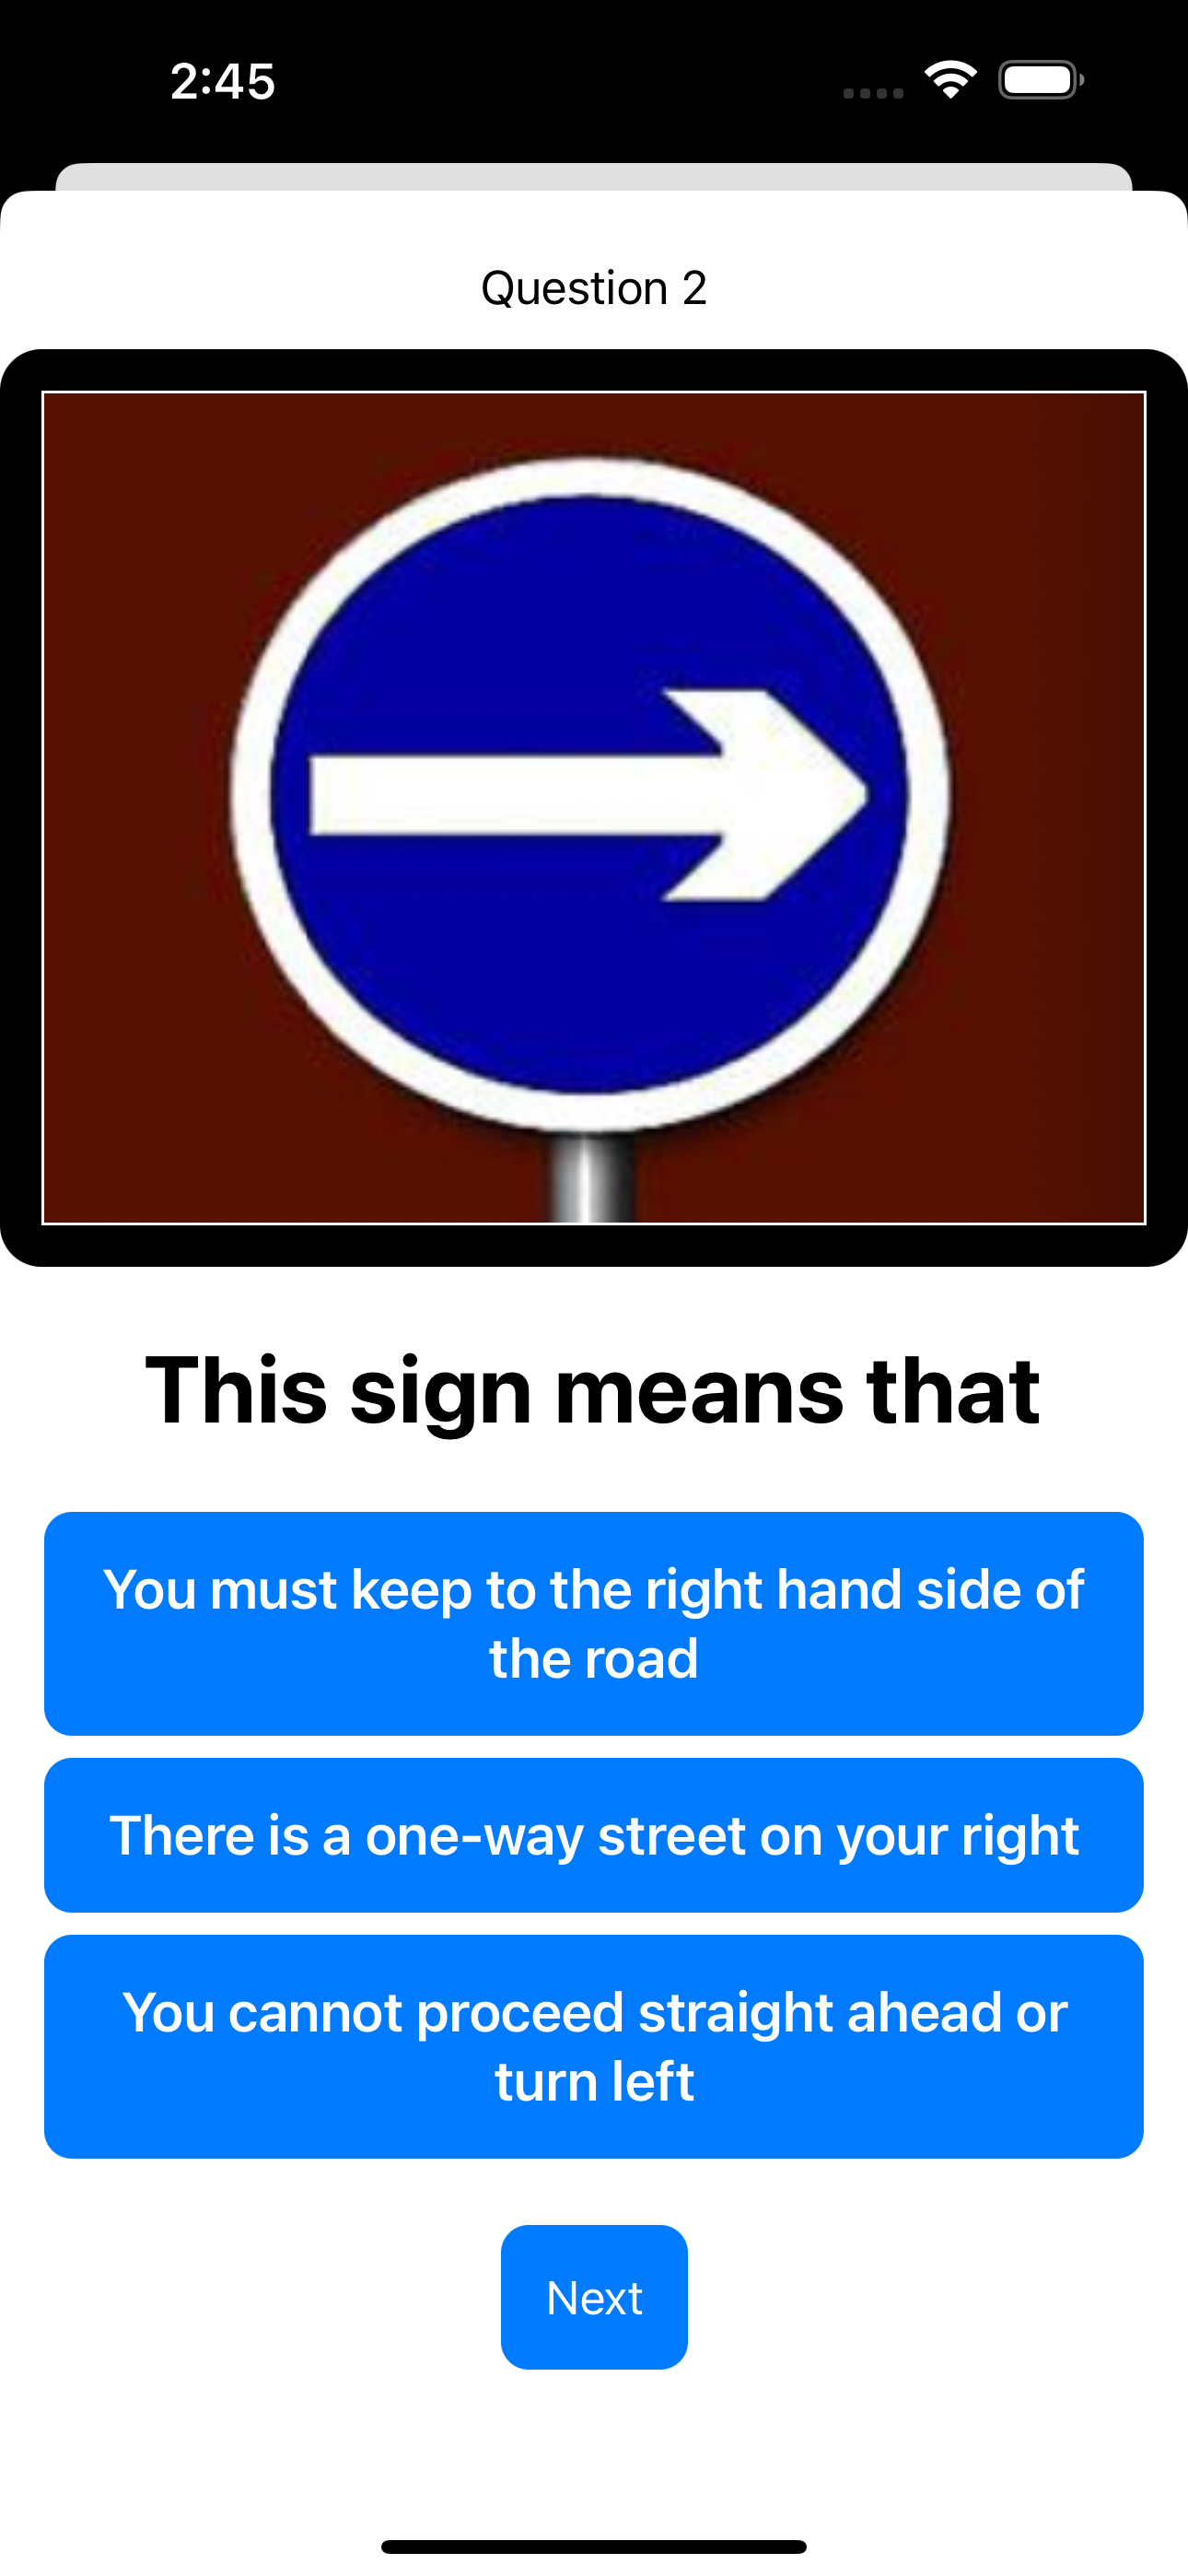 2:45
Question 2
This sign means that
You must keep to the right hand side of
the road
There is a one-way street on your right
You cannot proceed straight ahead or
turn left
Next